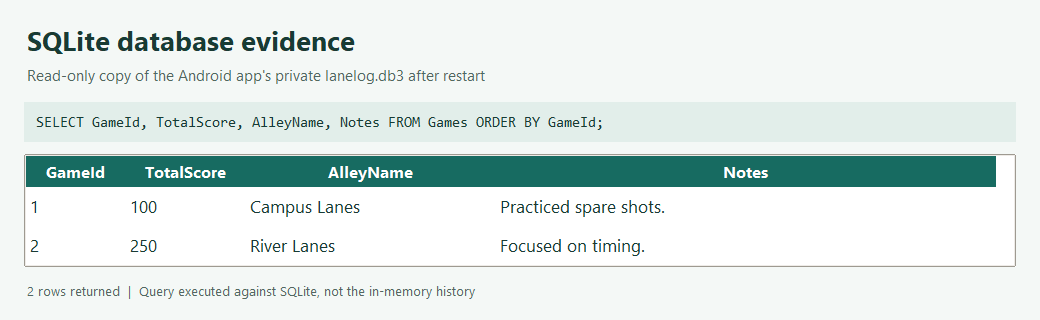 SQLite database evidence
Read-only copy of the Android app's private lanelog.db3 after restart
SELECT GameId, TotalScore, AlleyName, Notes FROM Games ORDER BY GameId;
GameId TotalScore AlleyName Notes
1 100 Campus Lanes Practiced spare shots.
2 250 River Lanes Focused on timing.
2 rows returned | Query executed against SQLite, not the in-memory history